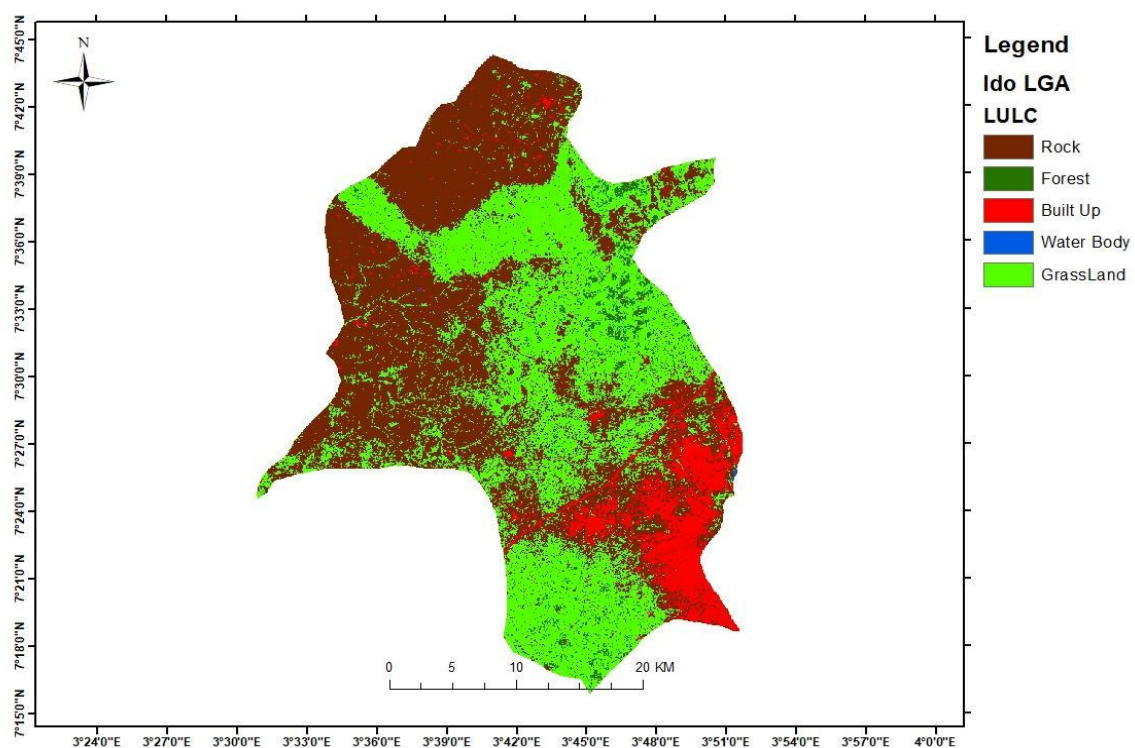 N
Legend
Ido LGA
LULC
Rock
Forest
Built Up
Water Body
GrassLand
7°45'0"N
7°42'0"N
7°39'0"N
7°36'0"N
7°33'0"N
7°30'0"N
7°27'0"N
7°24'0"N
7°21'0"N
7°18'0"N
7°15'0"N
0 5 10 20 KM
3°24'0"E 3°27'0"E 3°30'0"E 3°33'0"E 3°36'0"E 3°39'0"E 3°42'0"E 3°45'0"E 3°48'0"E 3°51'0"E 3°54'0"E 3°57'0"E 4°0'0"E